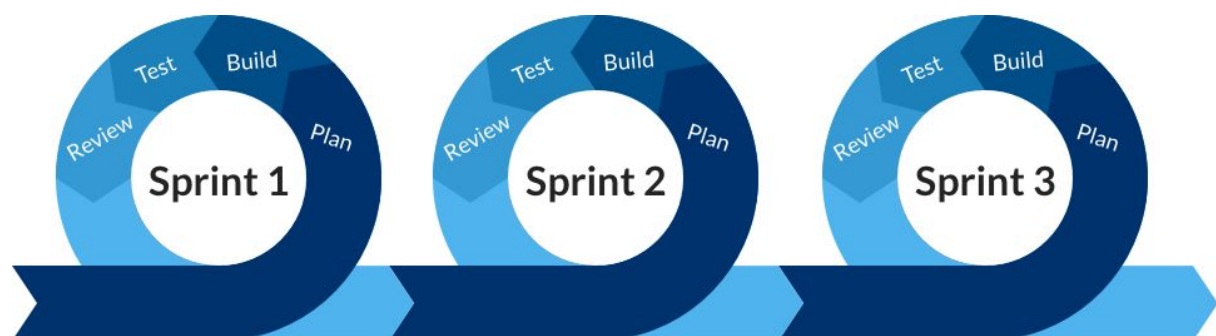 Test
Build
Review
Plan
Sprint 1
Test
Build
Review
Plan
Sprint 2
Test
Build
Review
Plan
Sprint 3